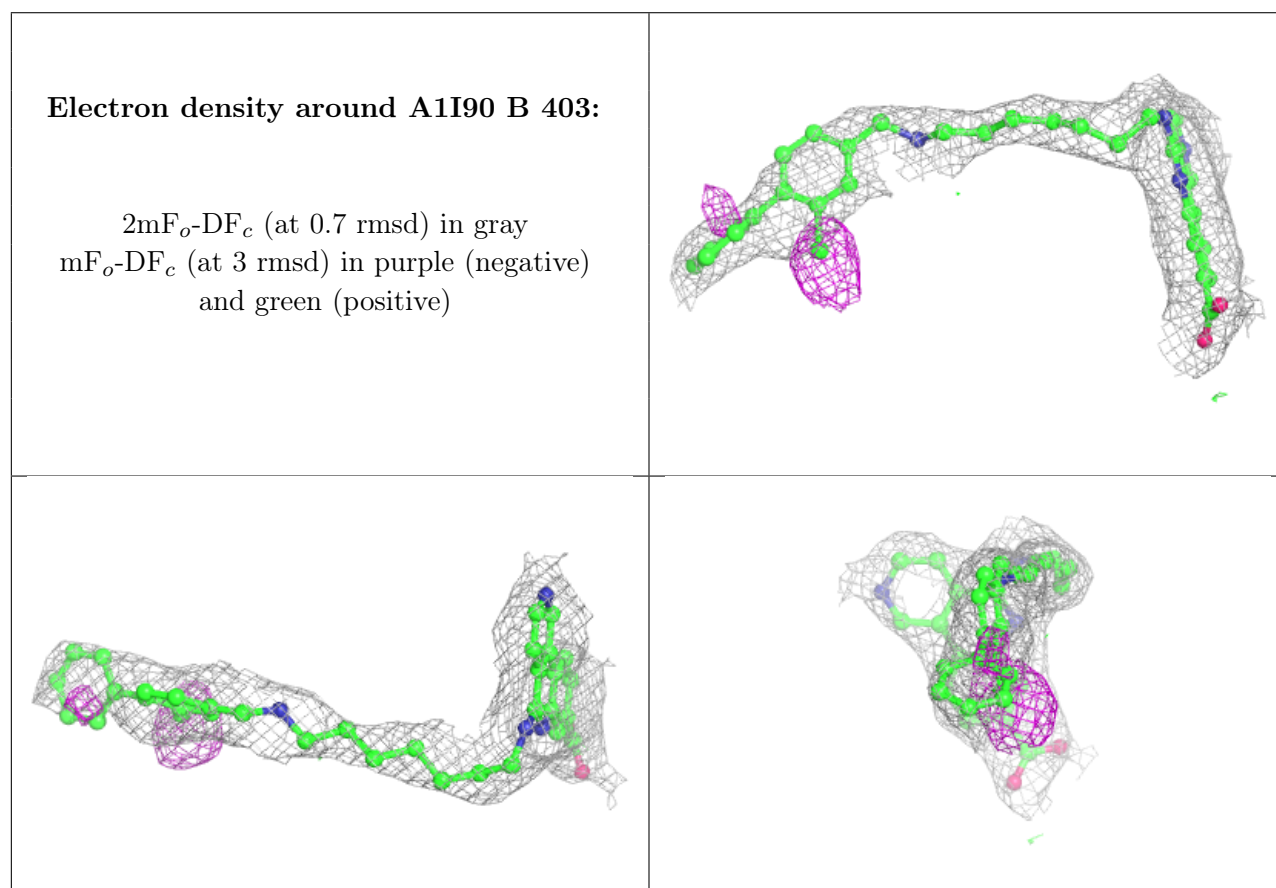 Electron density around A1I90 B 403:
2mFo-DFc (at 0.7 rmsd) in gray
mFo-DFc (at 3 rmsd) in purple (negative)
and green (positive)